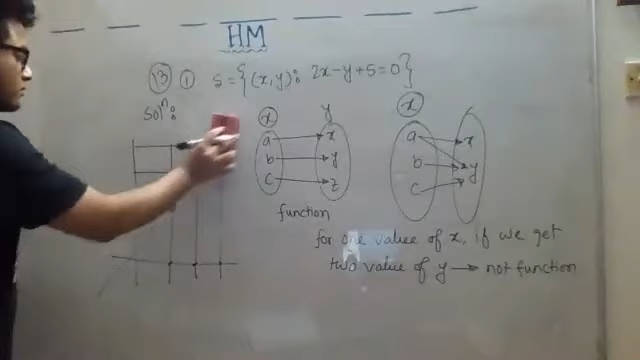 HM
(13) (1) S = {(x,y): 2x-y+5=0}
Solⁿ:
x y
a x
b y
c z
function
x
a x
b y
c
for one value of x, if we get
two value of y → not function